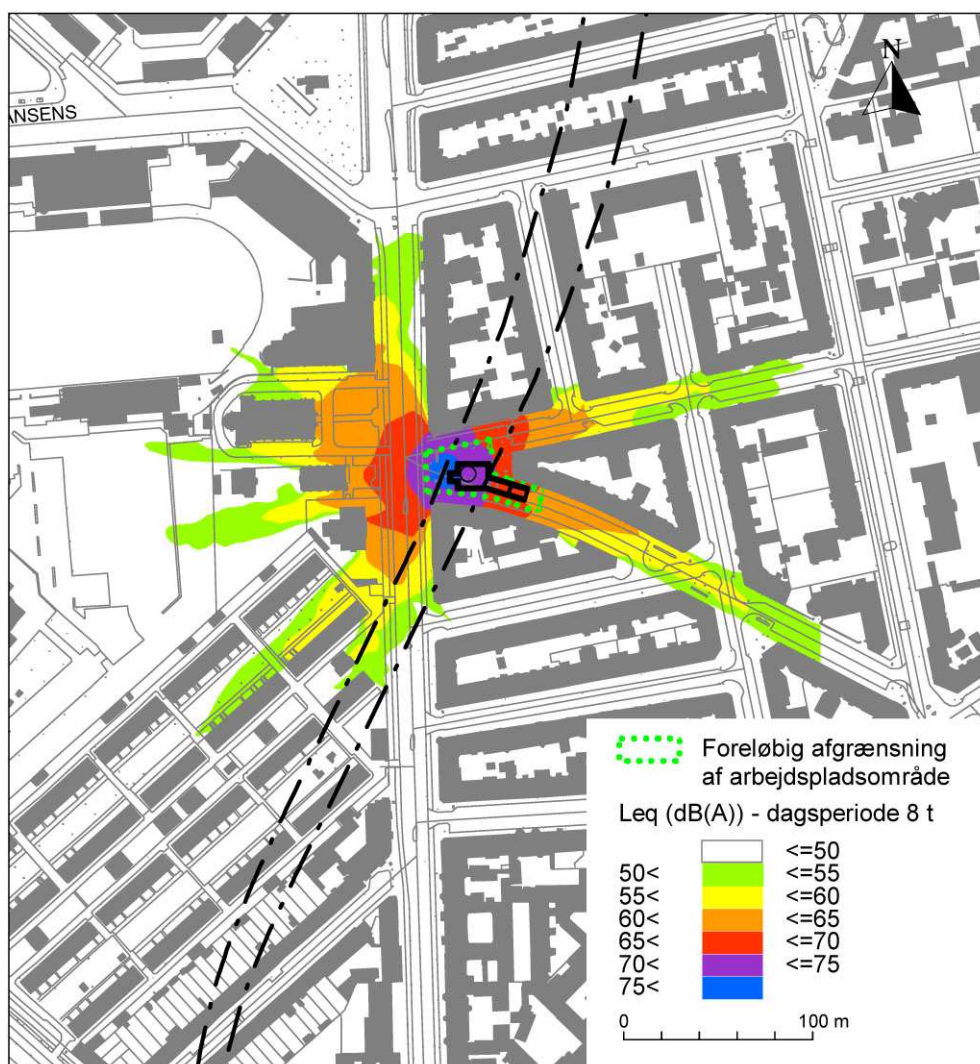 N
ANSENS
Foreløbig afgrænsning
af arbejdspladsområde
Leq (dB(A)) - dagsperiode 8 t
<=50
50< <=55
55< <=60
60< <=65
65< <=70
70< <=75
75<
0 100 m